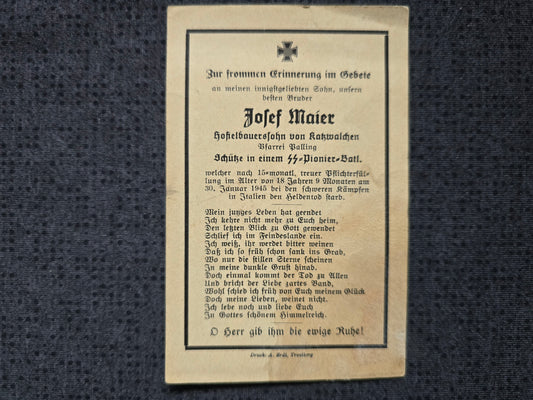 Zur frommen Erinnerung im Gebete
an meinen innigstgeliebten Sohn, unsern
besten Bruder
Josef Maier
Hostelbauerssohn von Katzwalchen
Pfarrei Palling
Schütze in einem SS-Pionier-Batl.
welcher nach 15-monatl. treuer Pflichterfül-
lung im Alter von 18 Jahren 9 Monaten am
30. Januar 1945 bei den schweren Kämpfen
in Italien den Heldentod starb.
Mein junges Leben hat geendet
Ich kehre nicht mehr zu Euch heim,
Den letzten Blick zu Gott gewendet
Schlief ich im Feindeslande ein.
Ich weiß, ihr werdet bitter weinen
Daß ich so früh schon sank ins Grab,
Wo nur die stillen Sterne scheinen
In meine dunkle Gruft hinab.
Doch einmal kommt der Tod zu Allen
Und bricht der Liebe zartes Band,
Wohl schied ich früh von Euch meinem Glück
Doch meine Lieben, weinet nicht.
Ich lebe noch und liebe Euch
In Gottes schönem Himmelreich.
O Herr gib ihm die ewige Ruhe!
Druck: A. Erdl, Trostberg